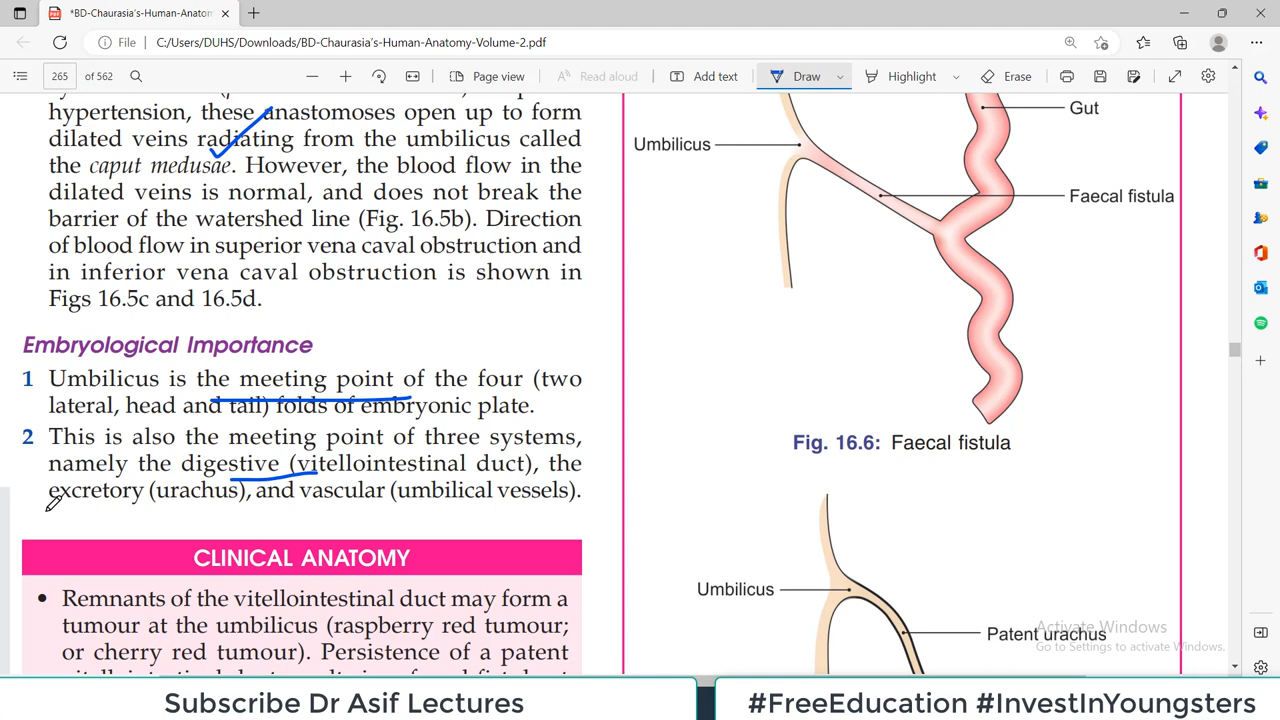 *BD-Chaurasia's-Human-Anatom
File
C:/Users/DUHS/Downloads/BD-Chaurasia's-Human-Anatomy-Volume-2.pdf
265 of 562
Page view
Read aloud
Add text
Draw
Highlight
Erase
hypertension, these anastomoses open up to form
dilated veins radiating from the umbilicus called
the caput medusae. However, the blood flow in the
dilated veins is normal, and does not break the
barrier of the watershed line (Fig. 16.5b). Direction
of blood flow in superior vena caval obstruction and
in inferior vena caval obstruction is shown in
Figs 16.5c and 16.5d.
Embryological Importance
1 Umbilicus is the meeting point of the four (two
lateral, head and tail) folds of embryonic plate.
2 This is also the meeting point of three systems,
namely the digestive (vitellointestinal duct), the
excretory (urachus), and vascular (umbilical vessels).
CLINICAL ANATOMY
• Remnants of the vitellointestinal duct may form a
tumour at the umbilicus (raspberry red tumour;
or cherry red tumour). Persistence of a patent
Gut
Umbilicus
Faecal fistula
Fig. 16.6: Faecal fistula
Umbilicus
Patent urachus
Activate Windows
Go to Settings to activate Windows.
Subscribe Dr Asif Lectures
#FreeEducation #InvestInYoungsters